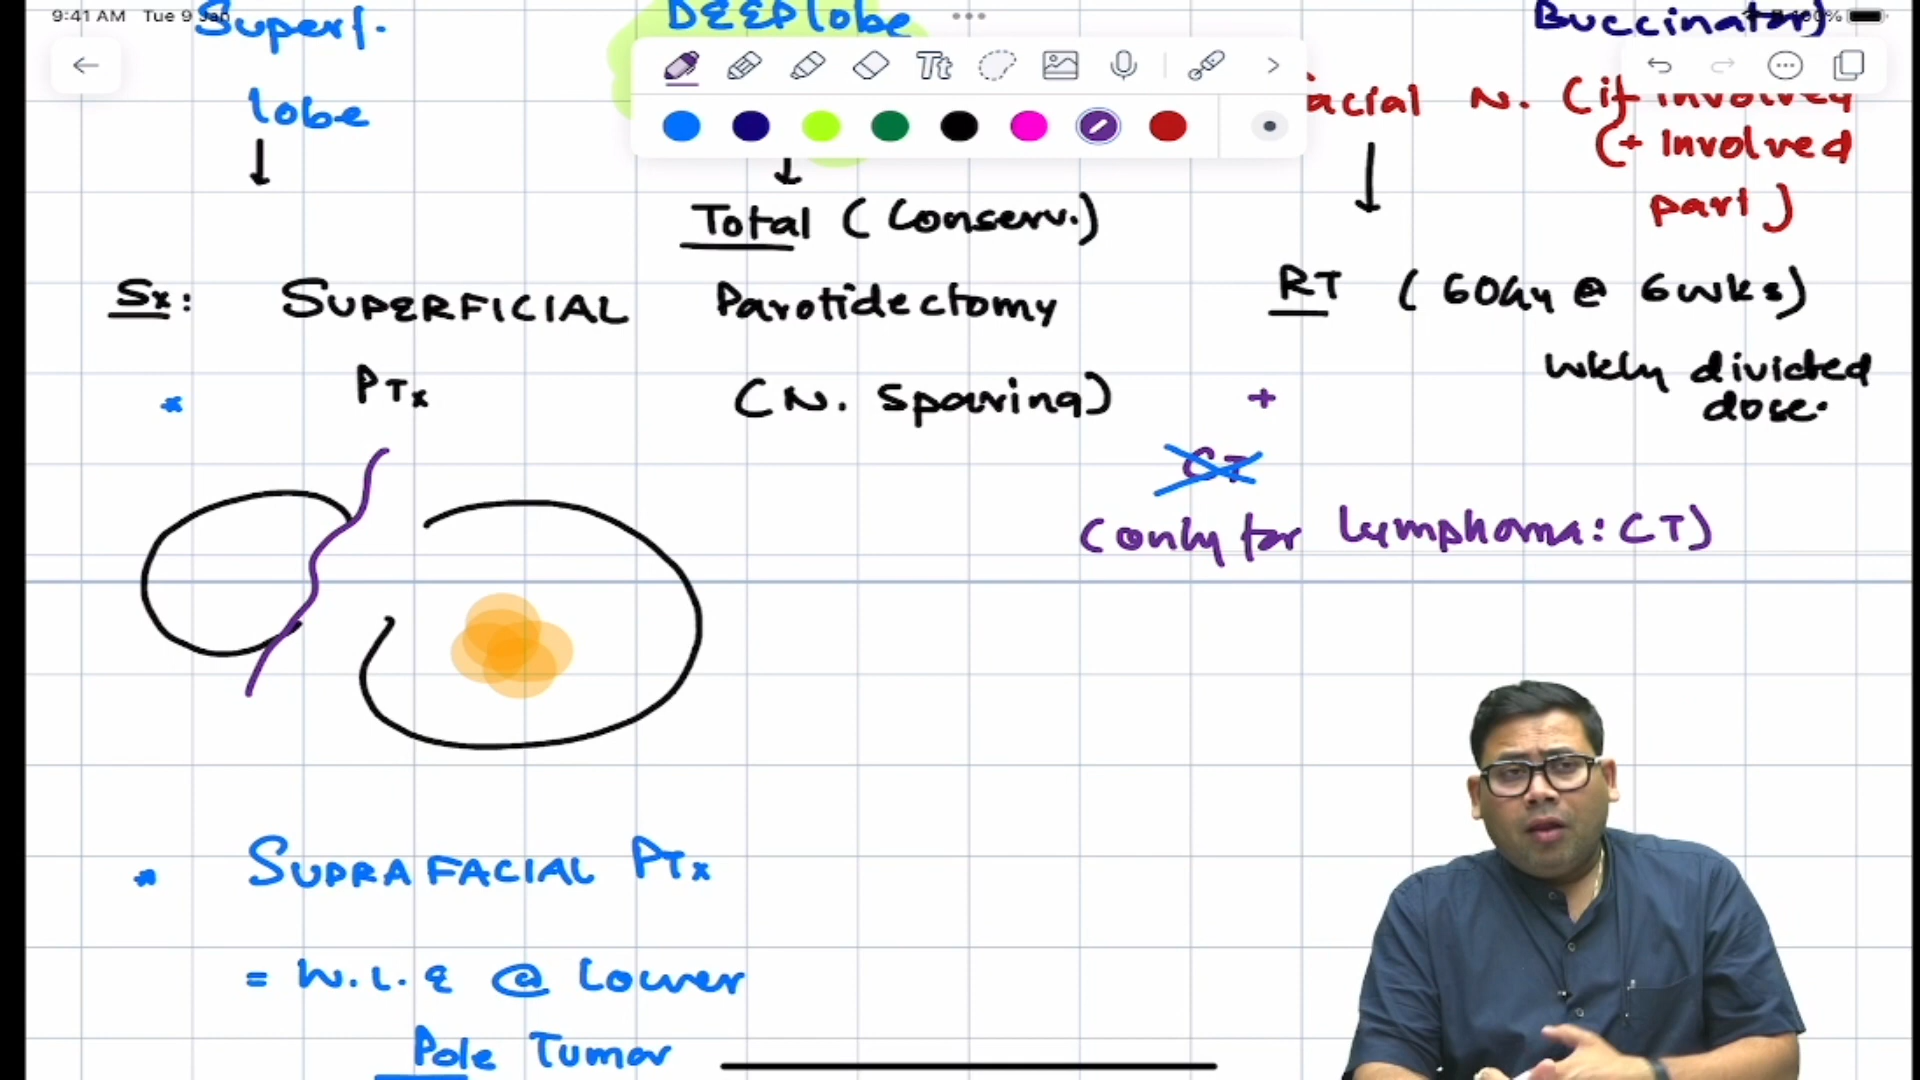 9:41 AM Tue 9 Jan
Superf.
lobe
DEEP lobe
Buccinator)
Facial N. (if involved
(+ Involved
part)
Total (Conserv.)
Sx: SUPERFICIAL
PTx
Parotidectomy
(N. Sparing)
RT (60Gy @ 6wks)
wkly divided
dose.
+
CT
(only for lymphoma: CT)
Tt
* SUPRAFACIAL PTx
= W.L.E @ Lower
Pole Tumor